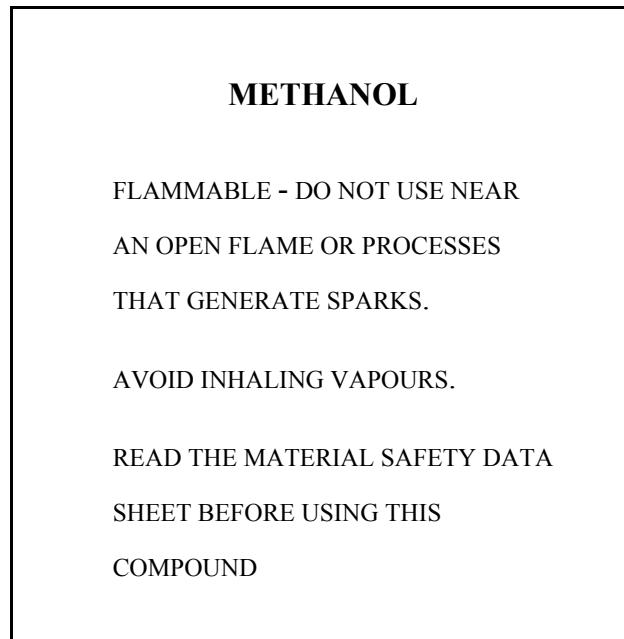 METHANOL
FLAMMABLE - DO NOT USE NEAR
AN OPEN FLAME OR PROCESSES
THAT GENERATE SPARKS.
AVOID INHALING VAPOURS.
READ THE MATERIAL SAFETY DATA
SHEET BEFORE USING THIS
COMPOUND